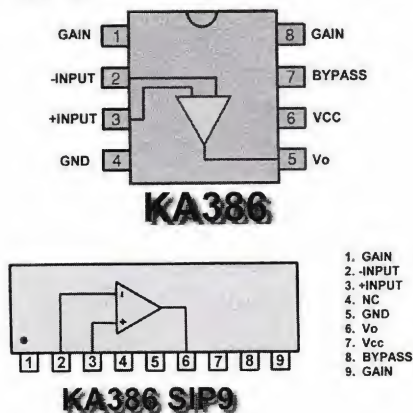 GAIN 1 8 GAIN
-INPUT 2 7 BYPASS
+INPUT 3 6 VCC
GND 4 5 Vo
KA386
1. GAIN
2. -INPUT
3. +INPUT
4. NC
5. GND
6. Vo
7. Vcc
8. BYPASS
9. GAIN
- 
+
1 2 3 4 5 6 7 8 9
KA386 SIP9